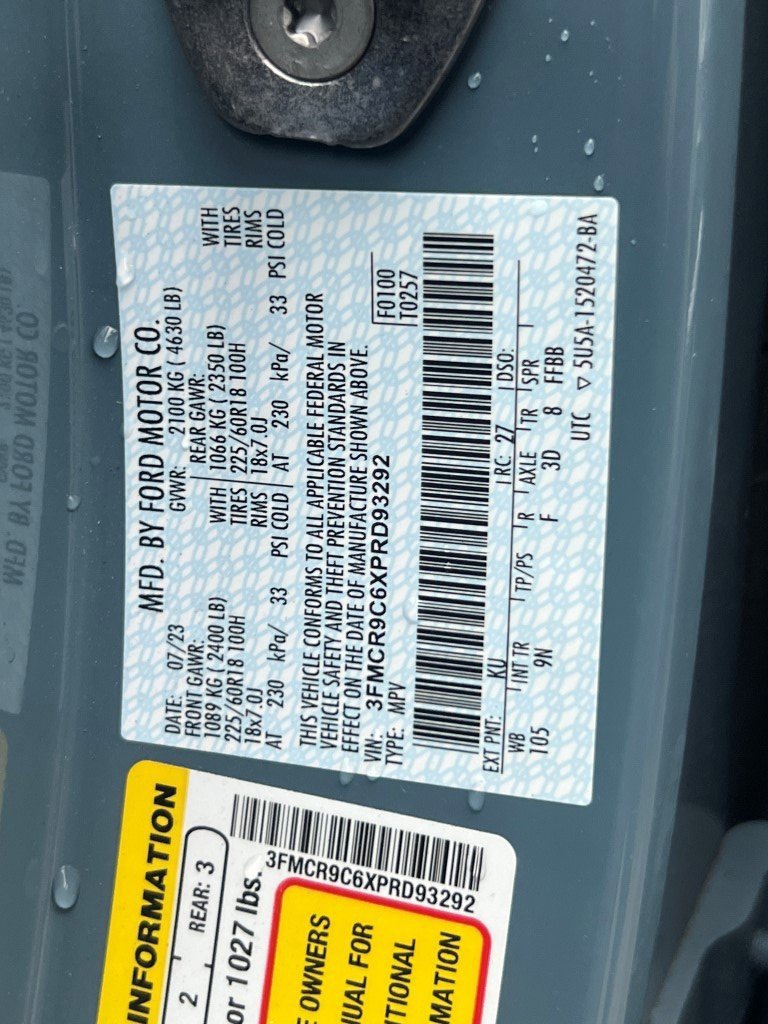 MFD. BY FORD MOTOR CO.
DATE: 07/23 GVWR: 2100 KG ( 4630 LB)
FRONT GAWR: REAR GAWR:
1089 KG ( 2400 LB) WITH 1066 KG ( 2350 LB) WITH
225/60R18 100H TIRES 225/60R18 100H TIRES
18x7.0J RIMS 18x7.0J RIMS
AT 230 kPa/ 33 PSI COLD AT 230 kPa/ 33 PSI COLD
THIS VEHICLE CONFORMS TO ALL APPLICABLE FEDERAL MOTOR
VEHICLE SAFETY AND THEFT PREVENTION STANDARDS IN
EFFECT ON THE DATE OF MANUFACTURE SHOWN ABOVE.
VIN: 3FMCR9C6XPRD93292 F0100
TYPE: MPV T0257
EXT PNT: KU RC: 27 DSO:
WB INT TR TP/PS R AXLE TR SPR
105 9N F 3D 8 FFBB
UTC ▽5U5A-1520472-BA
INFORMATION
2 REAR: 3
or 1027 lbs.
3FMCR9C6XPRD93292
OWNERS
FOR
MFD. BY FORD MOTOR CO.